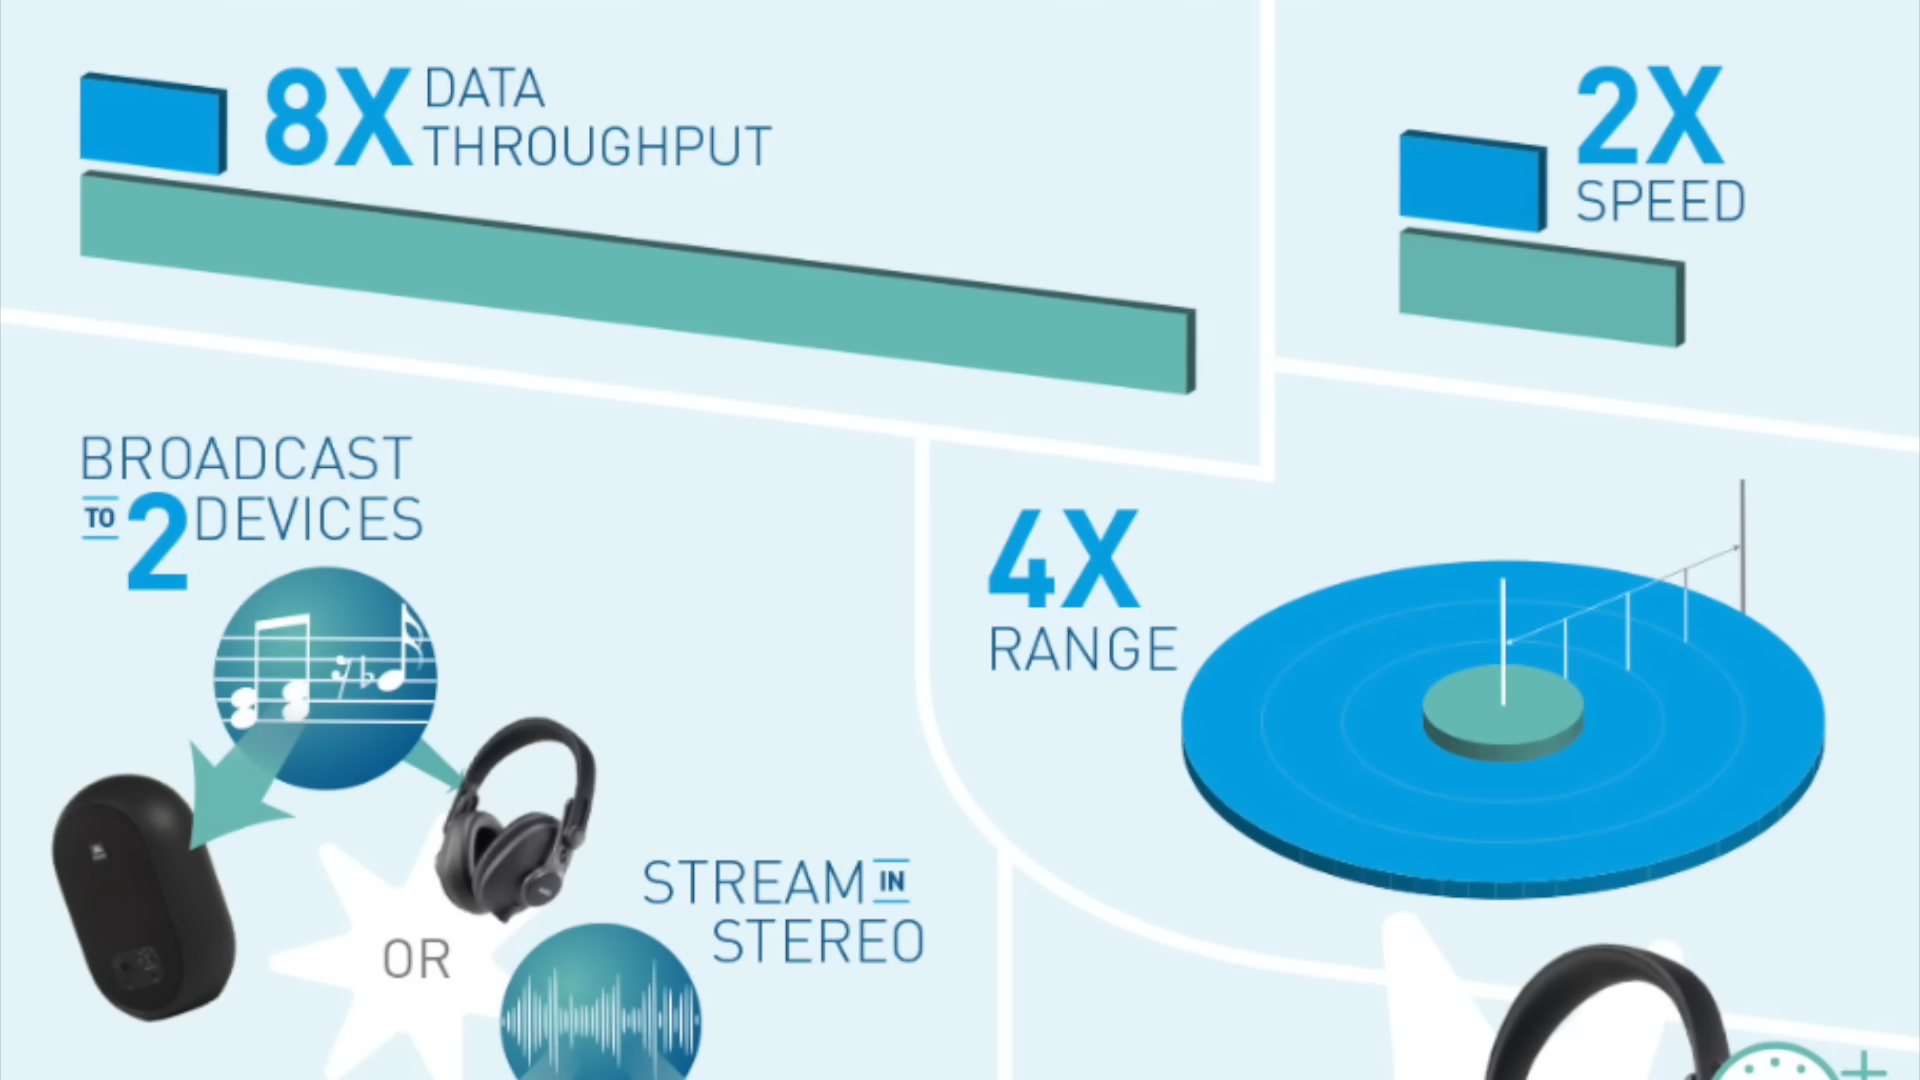 8X DATA
THROUGHPUT
2X
SPEED
BROADCAST
TO 2 DEVICES
4X
RANGE
STREAM IN
STEREO
OR